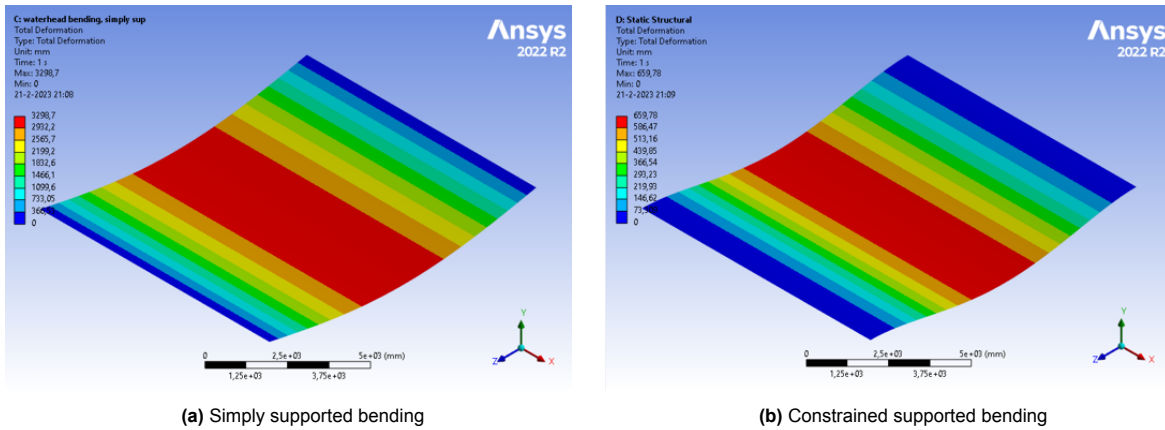 C: waterhead bending, simply sup
Total Deformation
Type: Total Deformation
Unit: mm
Time: 1 s
Max: 3298,7
Min: 0
21-2-2023 21:08
3298,7
2932,2
2565,7
2199,2
1832,6
1466,1
1099,6
733,05
0
Ansys
2022 R2
0
2,5e+03
5e+03 (mm)
1,25e+03
3,75e+03
Y
Z
X
(a) Simply supported bending
D: Static Structural
Total Deformation
Type: Total Deformation
Unit: mm
Time: 1 s
Max: 659,78
Min: 0
21-2-2023 21:09
659,78
586,47
513,16
439,85
366,54
293,23
219,93
146,62
0
Ansys
2022 R2
0
2,5e+03
5e+03 (mm)
1,25e+03
3,75e+03
Y
Z
X
(b) Constrained supported bending